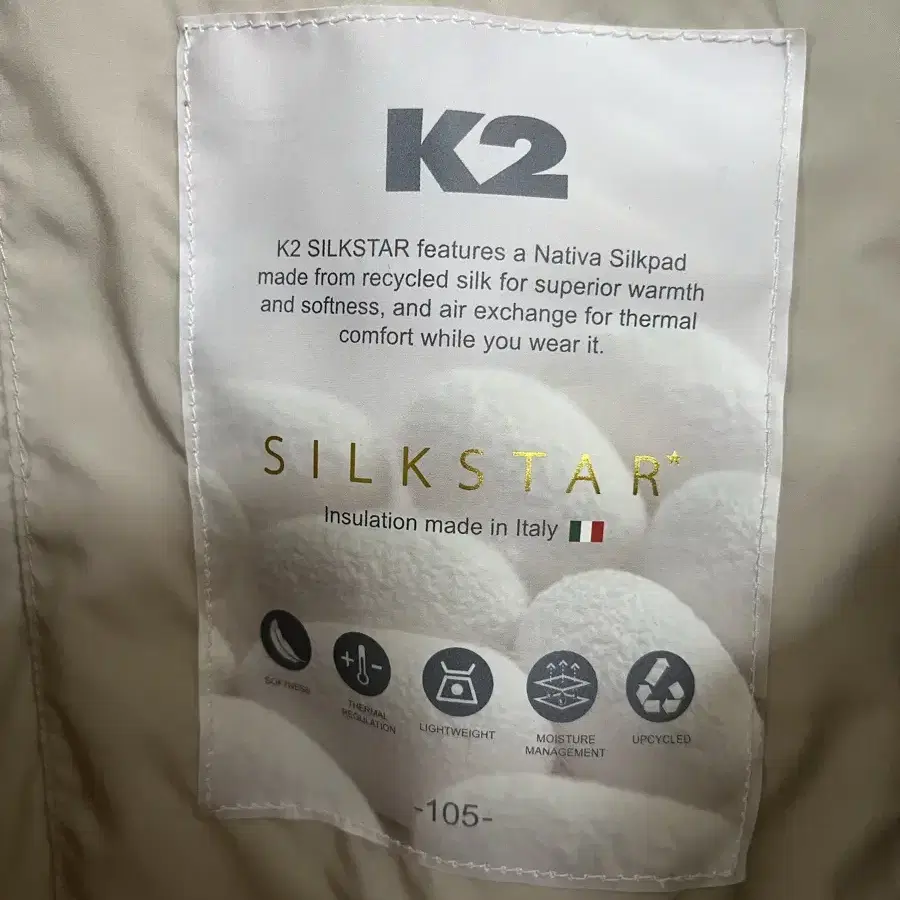 K2
K2 SILKSTAR features a Nativa Silkpad
made from recycled silk for superior warmth
and softness, and air exchange for thermal
comfort while you wear it.
SILKSTAR
Insulation made in Italy
SOFTNESS
THERMAL
REGULATION
LIGHTWEIGHT
MOISTURE
MANAGEMENT
UPCYCLED
-105-